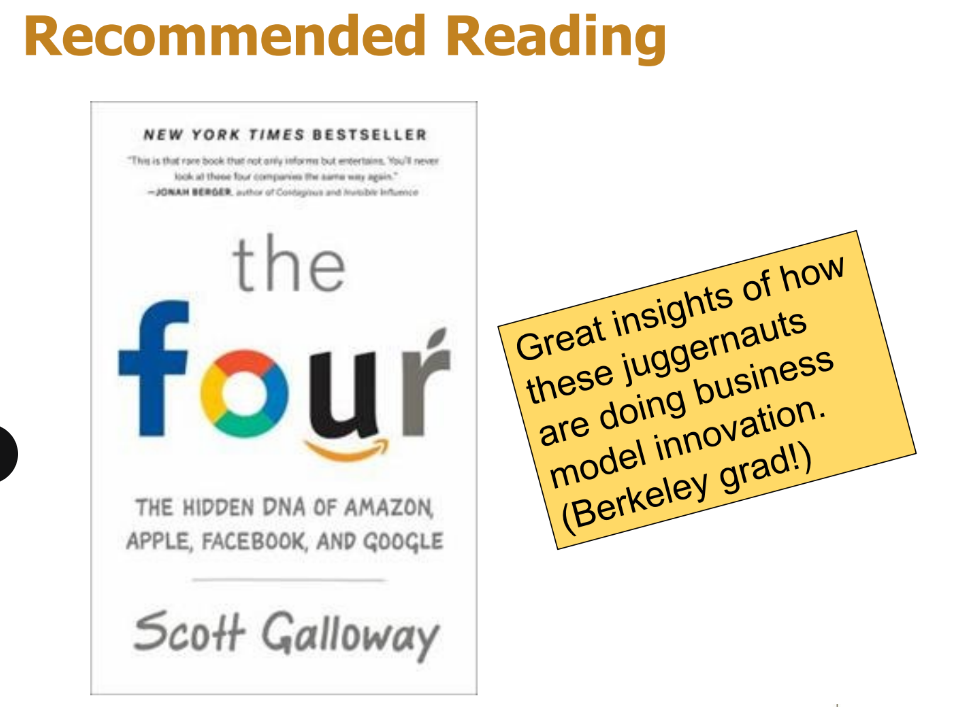 Recommended Reading
NEW YORK TIMES BESTSELLER
"This is that rare book that not only informs but entertains. You'll never
look at these four companies the same way again."
—JONAH BERGER, author of Contagious and Invisible Influence
the
four
THE HIDDEN DNA OF AMAZON,
APPLE, FACEBOOK, AND GOOGLE
Scott Galloway
Great insights of how
these juggernauts
are doing business
model innovation.
(Berkeley grad!)